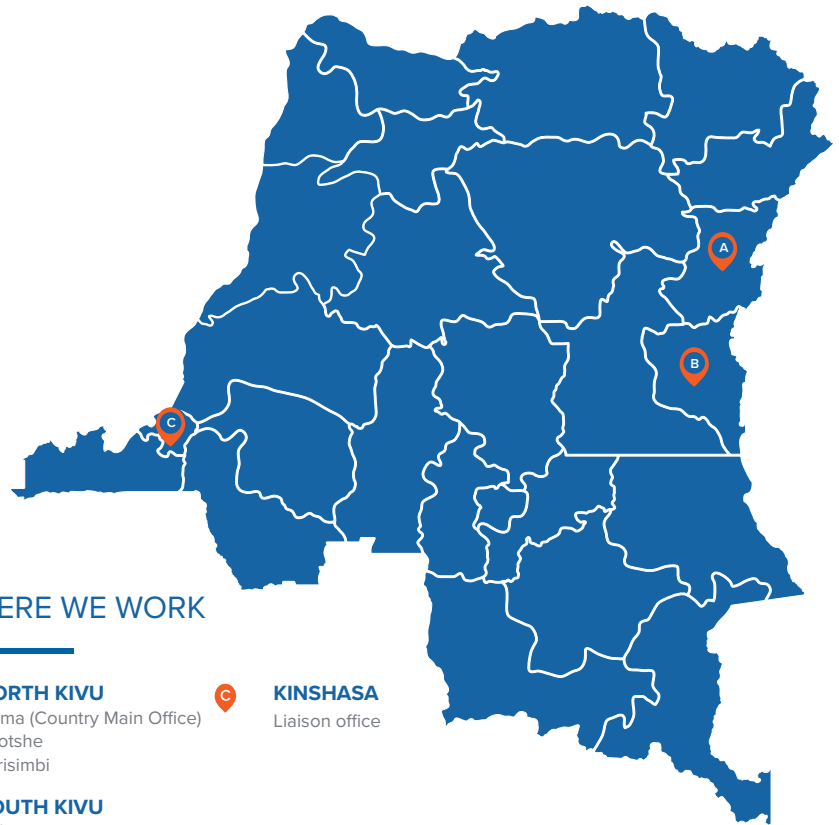 A
B
C
ERE WE WORK
ORTH KIVU
ma (Country Main Office)
otshe
risimbi
OUTH KIVU
C
KINSHASA
Liaison office